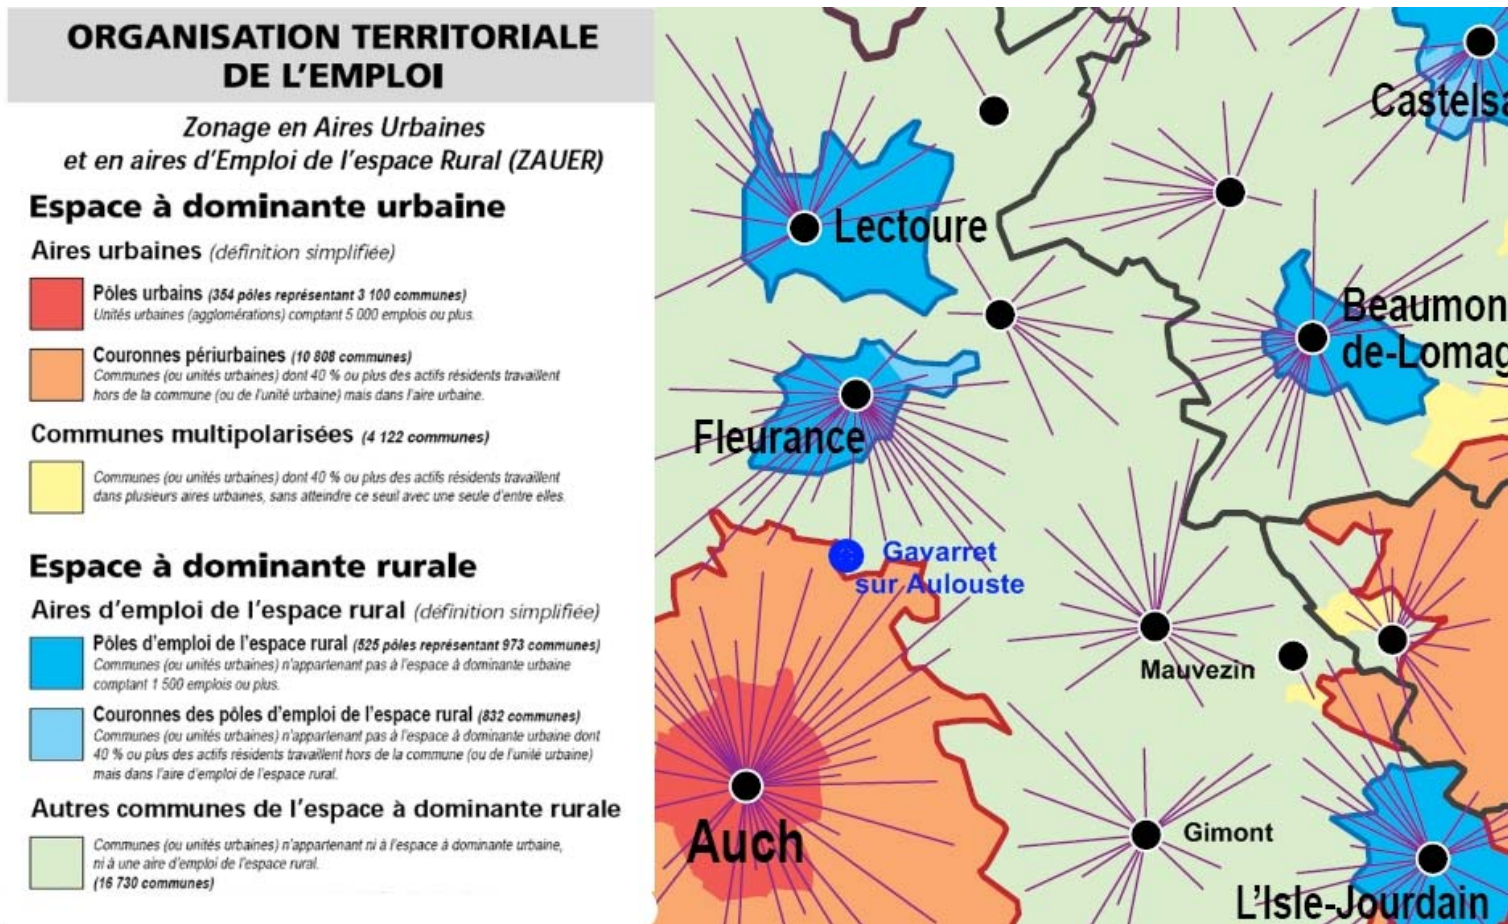 ORGANISATION TERRITORIALE
DE L'EMPLOI
Zonage en Aires Urbaines
et en aires d'Emploi de l'espace Rural (ZAUER)
Espace à dominante urbaine
Aires urbaines (définition simplifiée)
Pôles urbains (354 pôles représentant 3 100 communes)
Unités urbaines (agglomérations) comptant 5 000 emplois ou plus.
Couronnes périurbaines (10 808 communes)
Communes (ou unités urbaines) dont 40 % ou plus des actifs résidents travaillent
hors de la commune (ou de l'unité urbaine) mais dans l'aire urbaine.
Communes multipolarisées (4 122 communes)
Communes (ou unités urbaines) dont 40 % ou plus des actifs résidents travaillent
dans plusieurs aires urbaines, sans atteindre ce seuil avec une seule d'entre elles.
Espace à dominante rurale
Aires d'emploi de l'espace rural (définition simplifiée)
Pôles d'emploi de l'espace rural (525 pôles représentant 973 communes)
Communes (ou unités urbaines) n'appartenant pas à l'espace à dominante urbaine
comptant 1 500 emplois ou plus.
Couronnes des pôles d'emploi de l'espace rural (832 communes)
Communes (ou unités urbaines) n'appartenant pas à l'espace à dominante urbaine dont
40 % ou plus des actifs résidents travaillent hors de la commune (ou de l'unité urbaine)
mais dans l'aire d'emploi de l'espace rural.
Autres communes de l'espace à dominante rurale
Communes (ou unités urbaines) n'appartenant ni à l'espace à dominante urbaine,
ni à une aire d'emploi de l'espace rural.
(16 730 communes)
Castelsa
Lectoure
Beaumon
de-Lomag
Fleurance
Gavarret
sur Aulouste
Mauvezin
Gimont
Auch
L'Isle-Jourdain